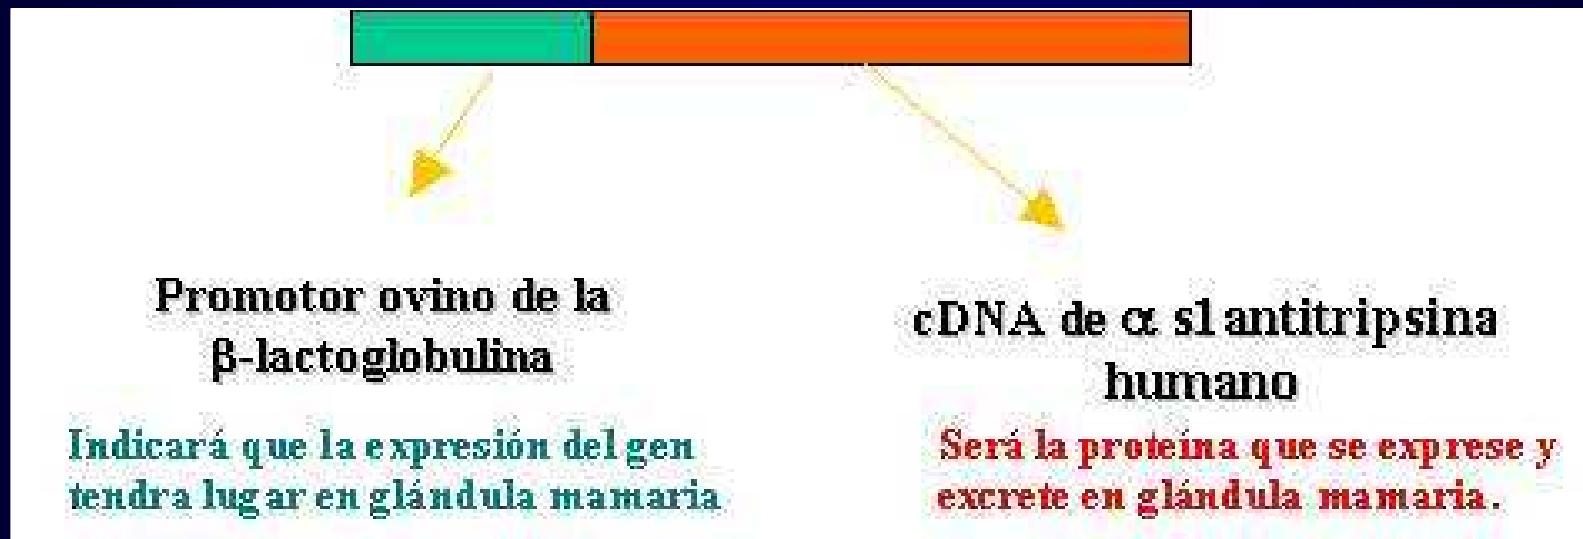 Promotor ovino de la
β-lactoglobulina
Indicará que la expresión del gen
tendra lugar en glándula mamaria
cDNA de α s1 antitripsina
humano
Será la proteína que se exprese y
excrete en glándula mamaria.